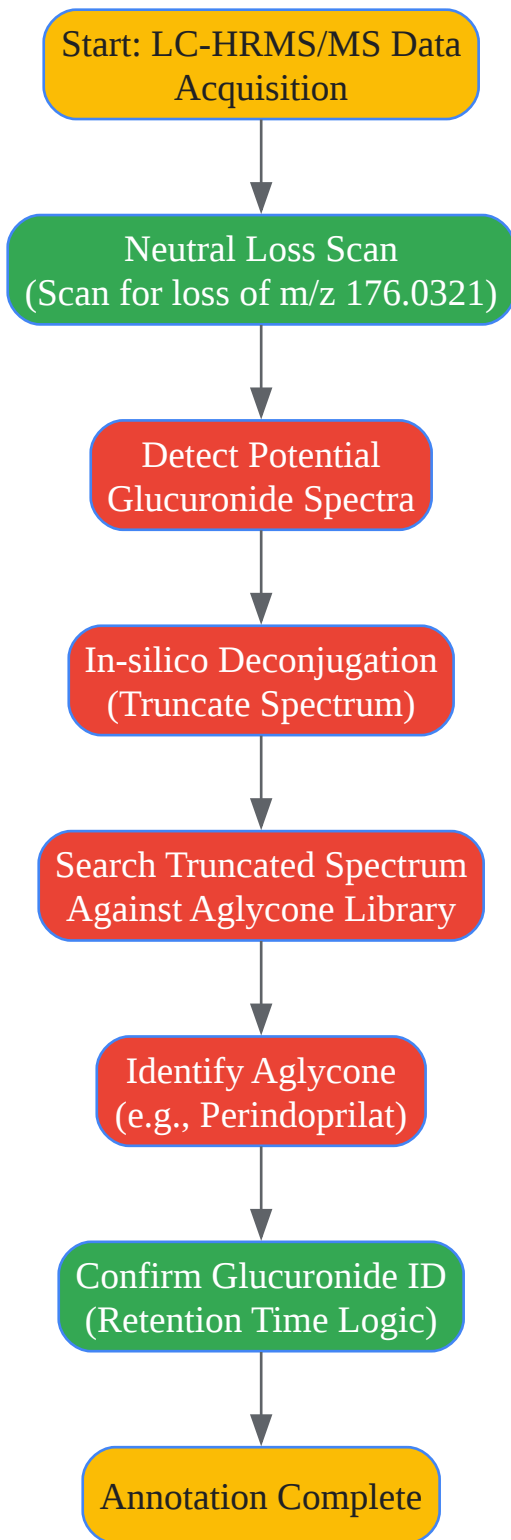 Start: LC-HRMS/MS Data
Acquisition
Neutral Loss Scan
(Scan for loss of m/z 176.0321)
Detect Potential
Glucuronide Spectra
In-silico Deconjugation
(Truncate Spectrum)
Search Truncated Spectrum
Against Aglycone Library
Identify Aglycone
(e.g., Perindoprilat)
Confirm Glucuronide ID
(Retention Time Logic)
Annotation Complete